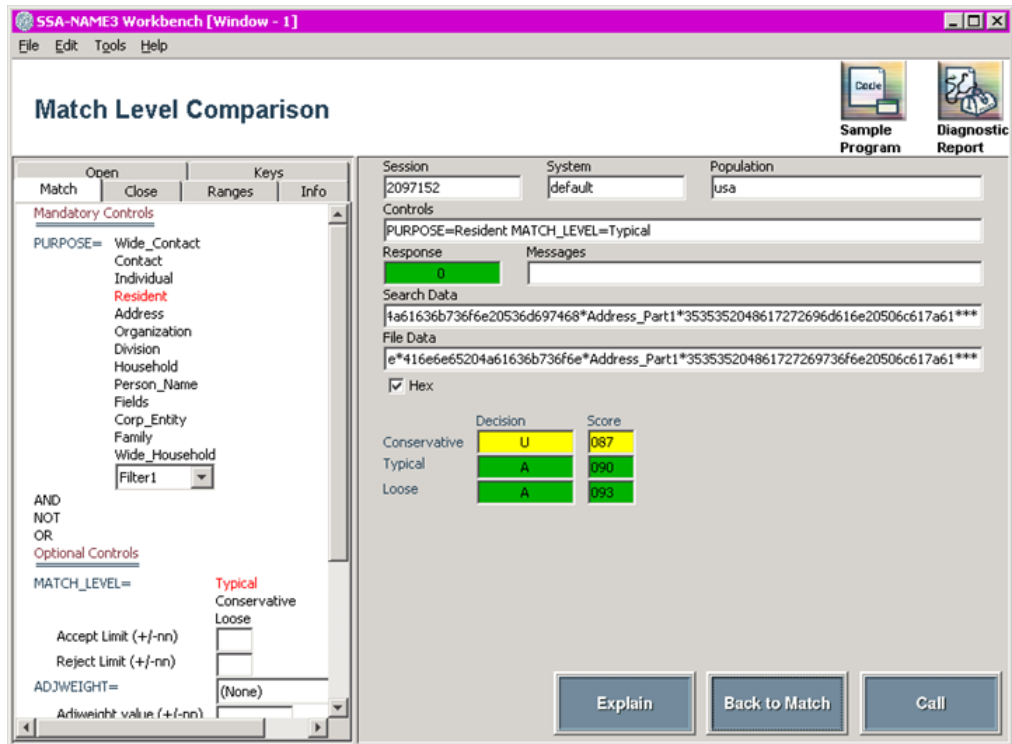 SSA-NAME3 Workbench [Window - 1]
File Edit Tools Help
Match Level Comparison
Code
Sample Program
Diagnostic Report
Open Keys
Match Close Ranges Info
Mandatory Controls
PURPOSE= Wide_Contact
Contact
Individual
Resident
Address
Organization
Division
Household
Person_Name
Fields
Corp_Entity
Family
Wide_Household
Filter1
AND
NOT
OR
Optional Controls
MATCH_LEVEL= Typical
Conservative
Loose
Accept Limit (+/-nn)
Reject Limit (+/-nn)
ADJWEIGHT= (None)
Adjweight value (+/-nn)
Session System Population
2097152 default usa
Controls
PURPOSE=Resident MATCH_LEVEL=Typical
Response Messages
0
Search Data
4a61636b736f6e20536d697468*Address_Part1*3535352048617272696d616e20506c617a61***
File Data
e*416e6e65204a61636b736f6e*Address_Part1*353535204861727269736f6e20506c617a61***
Hex
Decision Score
Conservative U 087
Typical A 090
Loose A 093
Explain Back to Match Call